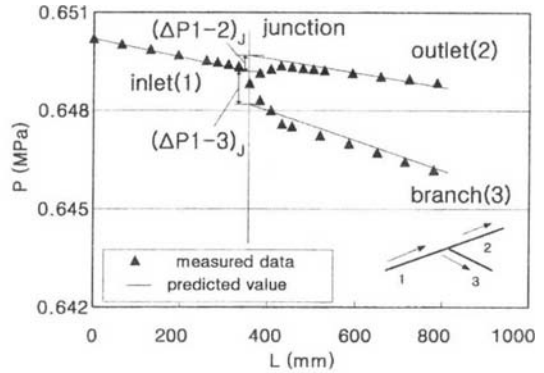 0.651
0.648
0.645
0.642
P (MPa)
(ΔP1-2)J
junction
outlet(2)
inlet(1)
(ΔP1-3)J
branch(3)
▲ measured data
— predicted value
1
2
3
0 200 400 600 800 1000
L (mm)